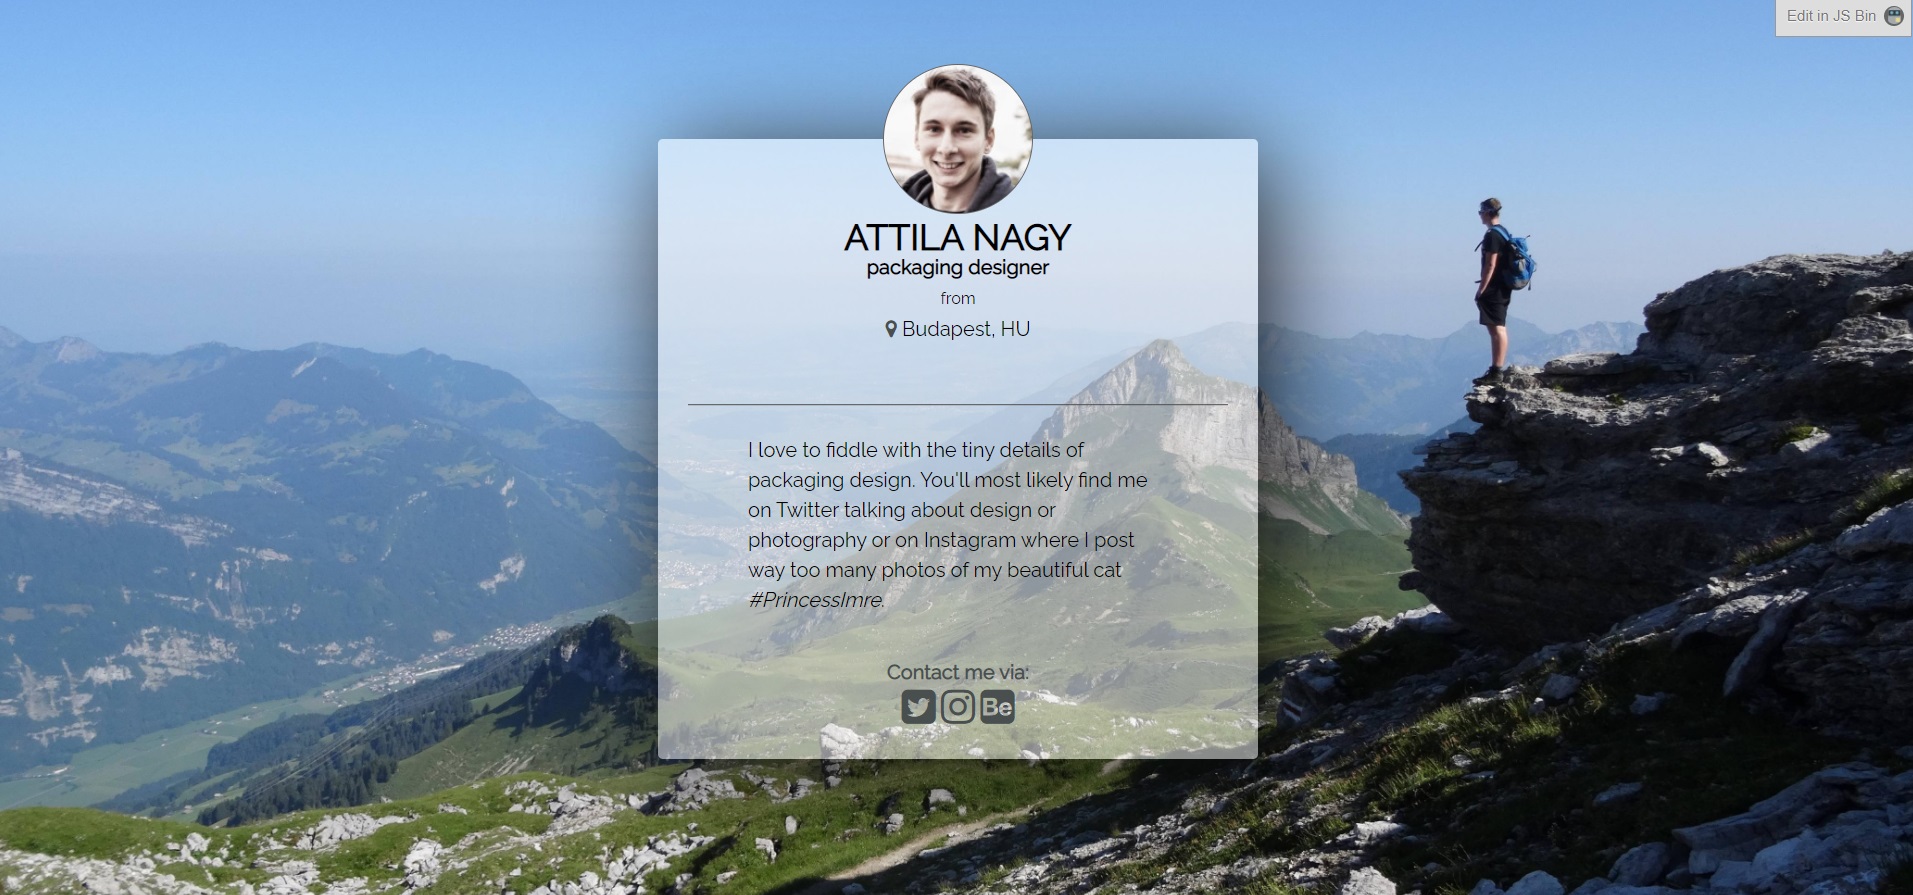 Edit in JS Bin
ATTILA NAGY
packaging designer
from
Budapest, HU
I love to fiddle with the tiny details of
packaging design. You'll most likely find me
on Twitter talking about design or
photography or on Instagram where I post
way too many photos of my beautiful cat
#PrincessImre.
Contact me via:
Bē